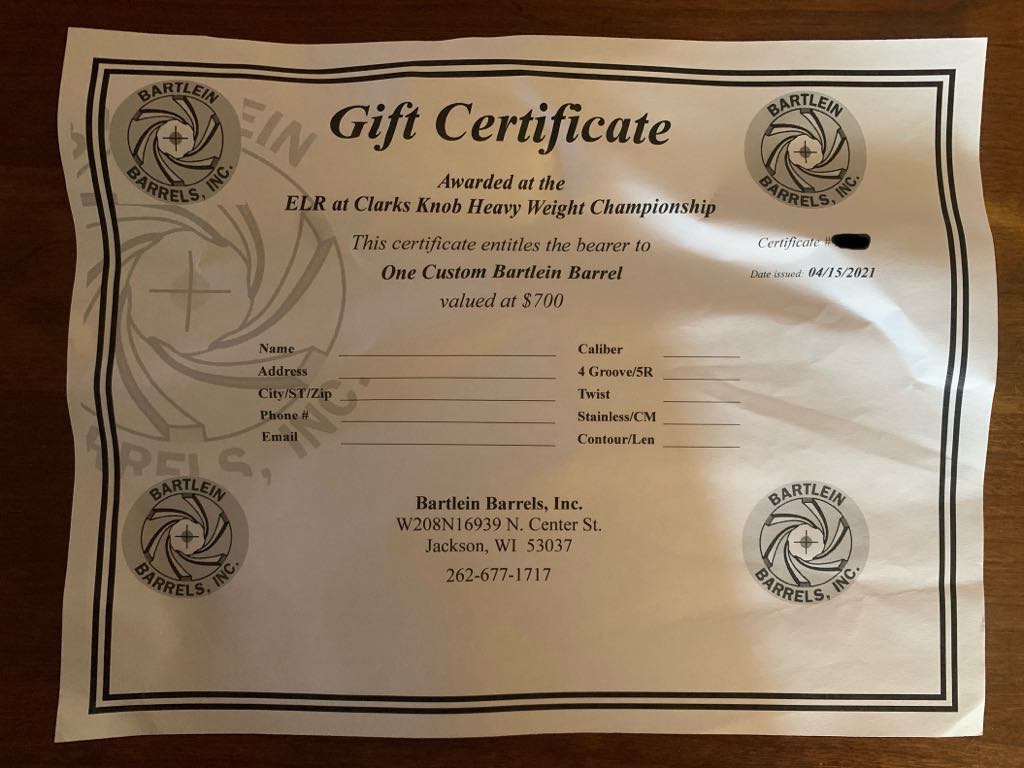 BARTLEIN
BARRELS, INC.
BARTLEIN
BARRELS, INC.
Gift Certificate
Awarded at the
ELR at Clarks Knob Heavy Weight Championship
This certificate entitles the bearer to
One Custom Bartlein Barrel
valued at $700
Certificate #
Date issued: 04/15/2021
EIN
BARRELS, INC.
Name
Address
City/ST/Zip
Phone #
Email
Caliber
4 Groove/5R
Twist
Stainless/CM
Contour/Len
BARTLEIN
BARRELS, INC.
Bartlein Barrels, Inc.
W208N16939 N. Center St.
Jackson, WI 53037
262-677-1717
BARTLEIN
BARRELS, INC.